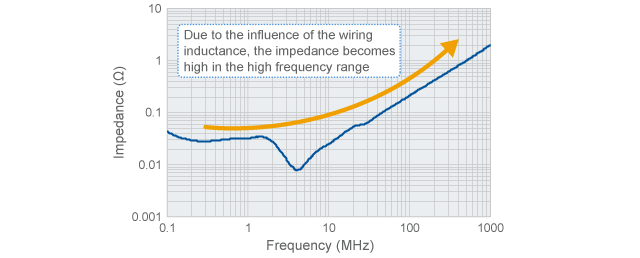 10
Due to the influence of the wiring
inductance, the impedance becomes
high in the high frequency range
1
0.1
0.01
0.001
Impedance (Ω)
0.1
1
10
100
1000
Frequency (MHz)